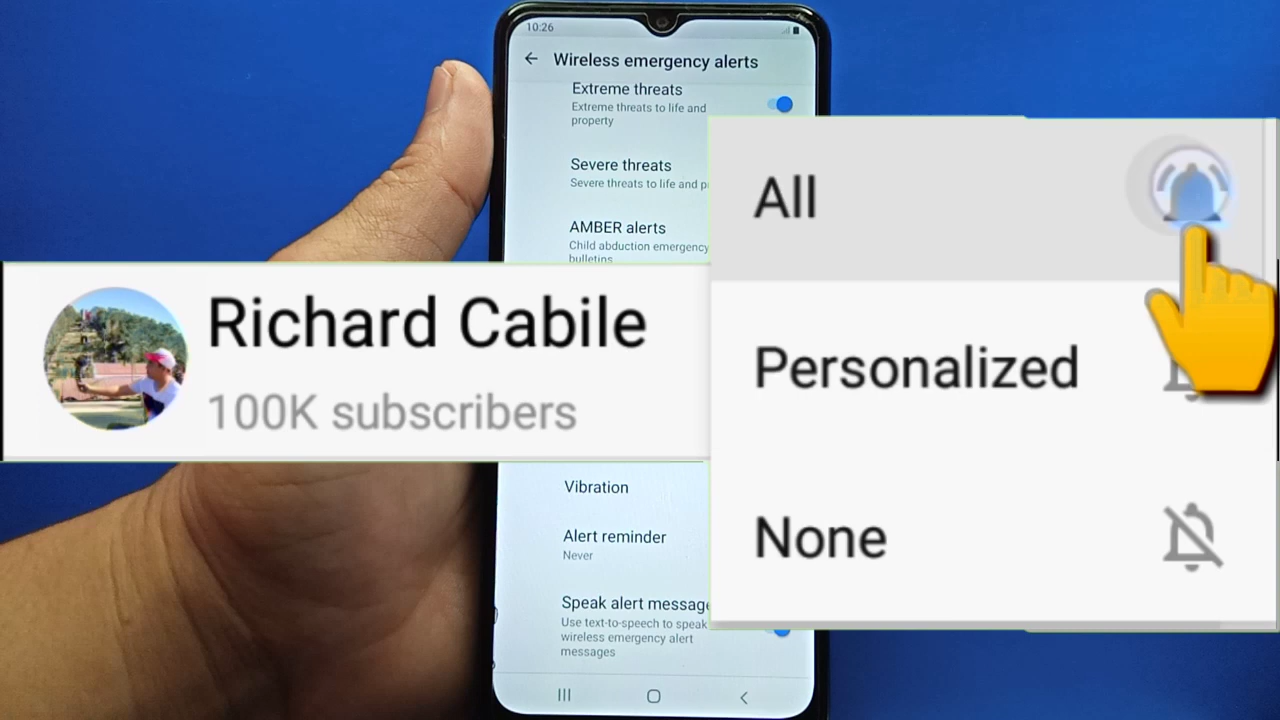 10:26
Wireless emergency alerts
Extreme threats
Extreme threats to life and
property
Severe threats
Severe threats to life and
AMBER alerts
Child abduction emergency
bulletins
Richard Cabile
100K subscribers
All
Personalized
None
Vibration
Alert reminder
Never
Speak alert message
Use text-to-speech to speak
wireless emergency alert
messages